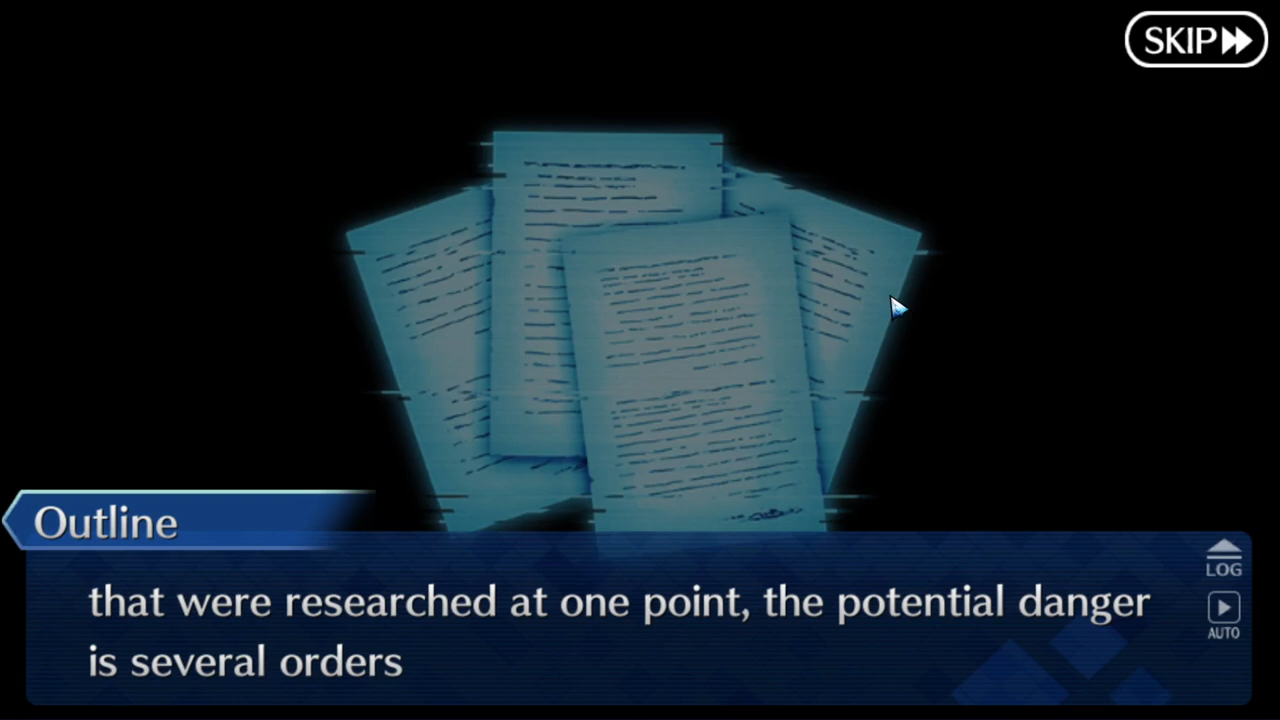 SKIP
Outline
that were researched at one point, the potential danger
is several orders
LOG
AUTO